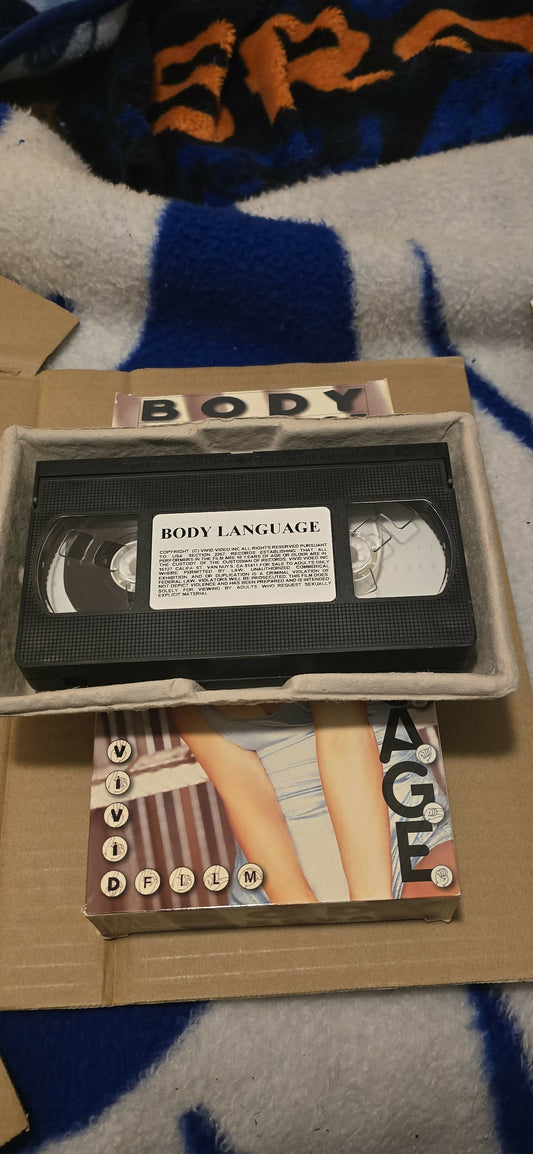 ERA
BODY
BODY LANGUAGE
COPYRIGHT (C) VIVID VIDEO INC ALL RIGHTS RESERVED PURSUANT
TO USA SECTION 2257, RECORDS ESTABLISHING THAT ALL
PERFORMERS IN THE FILM ARE 18 YEARS OF AGE OR OLDER ARE IN
THE CUSTODY OF THE CUSTODIAN OF RECORDS. VIVID VIDEO INC
15127 CALIFA ST., VAN NUYS, CA 91411 FOR SALE TO ADULTS ONLY
WHERE PERMITTED BY LAW. UNAUTHORIZED COMMERICAL
EXHIBITION AND OR DUPLICATION IS A CRIMINAL VIOLATION OF
FEDERAL LAW. VIOLATORS WILL BE PROSECUTED. THIS FILM DOES
NOT DEPICT VIOLENCE AND HAS BEEN PREPARED AND IS INTENDED
SOLELY FOR VIEWING BY ADULTS WHO REQUEST SEXUALLY
EXPLICIT MATERIAL
AGE
VIVID
FILM